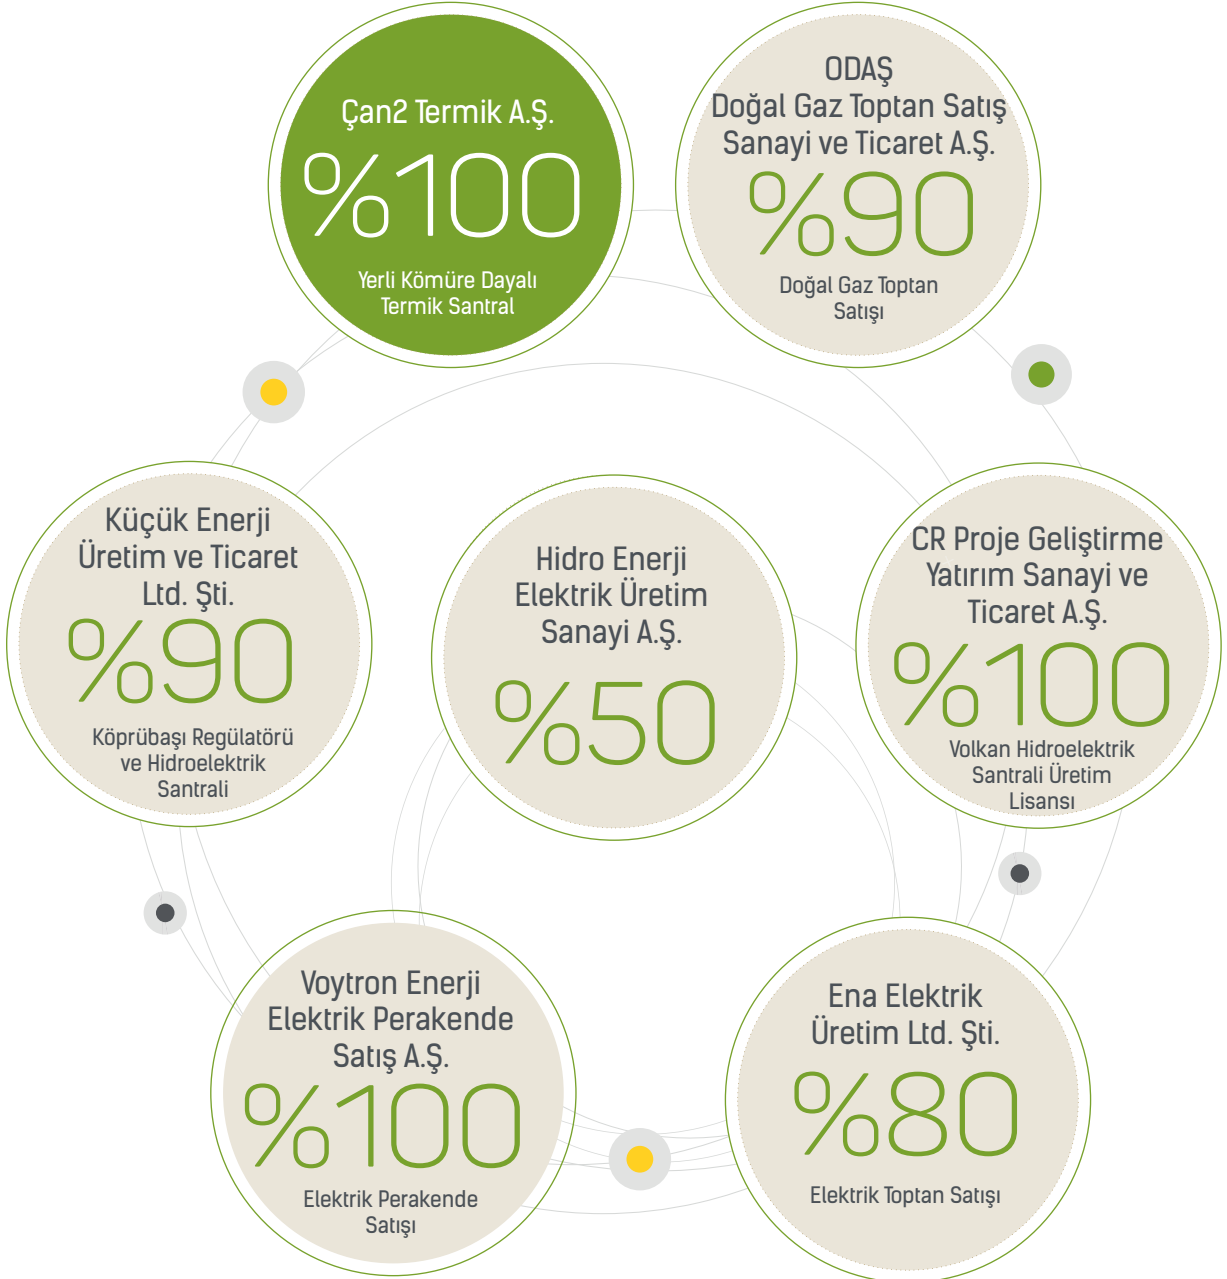 Çan2 Termik A.Ş.
%100
Yerli Kömüre Dayalı
Termik Santral
ODAŞ
Doğal Gaz Toptan Satış
Sanayi ve Ticaret A.Ş.
%90
Doğal Gaz Toptan
Satışı
Küçük Enerji
Üretim ve Ticaret
Ltd. Şti.
%90
Köprübaşı Regülatörü
ve Hidroelektrik
Santrali
Hidro Enerji
Elektrik Üretim
Sanayi A.Ş.
%50
CR Proje Geliştirme
Yatırım Sanayi ve
Ticaret A.Ş.
%100
Volkan Hidroelektrik
Santrali Üretim
Lisansı
Voytron Enerji
Elektrik Perakende
Satış A.Ş.
%100
Elektrik Perakende
Satışı
Ena Elektrik
Üretim Ltd. Şti.
%80
Elektrik Toptan Satışı